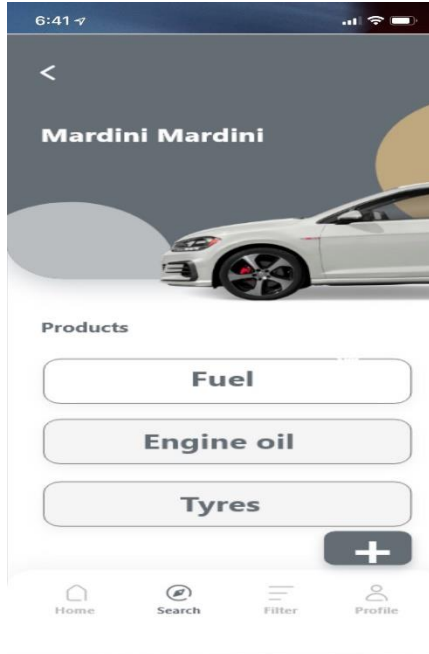 6:41
<
Mardini Mardini
Products
Fuel
Engine oil
Tyres
+
Home
Search
Filter
Profile